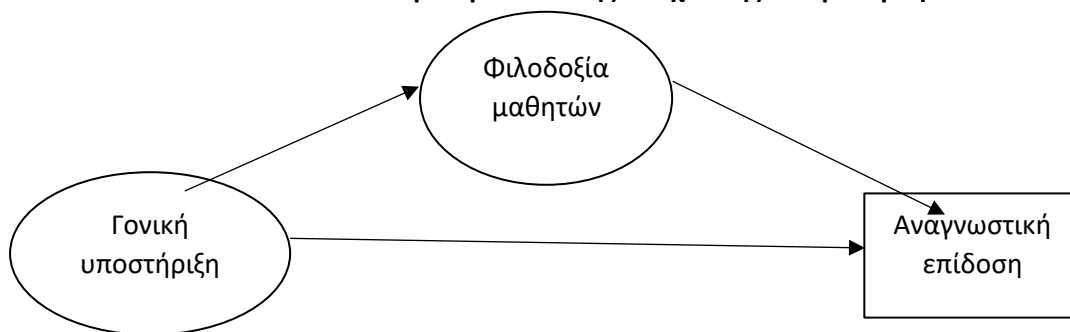 Φιλοδοξία
μαθητών
Γονική
υποστήριξη
Αναγνωστική
επίδοση